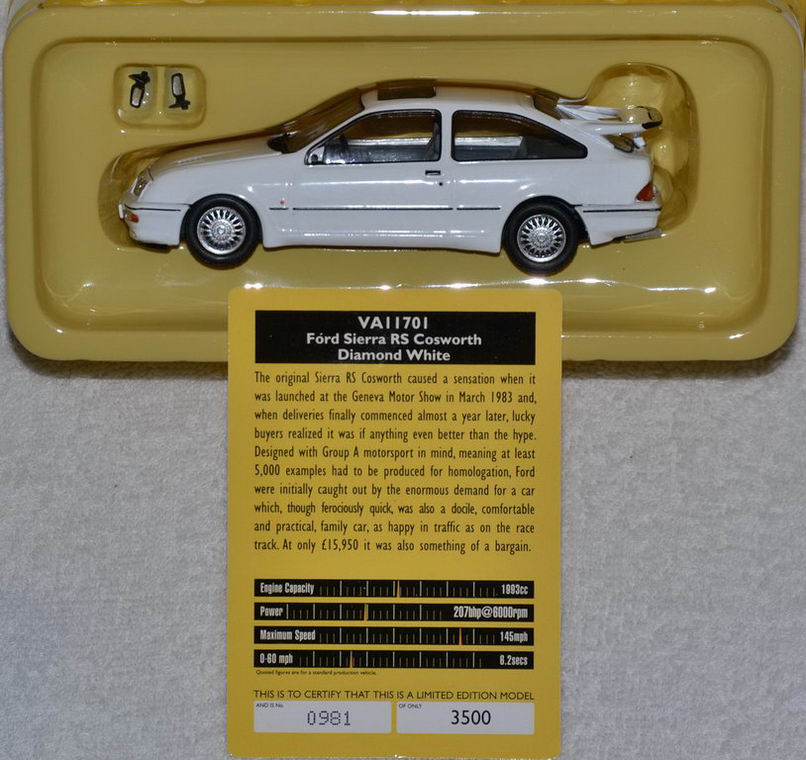 VA11701
Ford Sierra RS Cosworth
Diamond White
The original Sierra RS Cosworth caused a sensation when it
was launched at the Geneva Motor Show in March 1983 and,
when deliveries finally commenced almost a year later, lucky
buyers realized it was if anything even better than the hype.
Designed with Group A motorsport in mind, meaning at least
5,000 examples had to be produced for homologation, Ford
were initially caught out by the enormous demand for a car
which, though ferociously quick, was also a docile, comfortable
and practical, family car, as happy in traffic as on the race
track. At only £15,950 it was also something of a bargain.
Engine Capacity 1993cc
Power 207bhp@6000rpm
Maximum Speed 145mph
0-60 mph 6.2secs
Quoted figures are for a standard production vehicle.
THIS IS TO CERTIFY THAT THIS IS A LIMITED EDITION MODEL
AND IS No. 0981 OF ONLY 3500